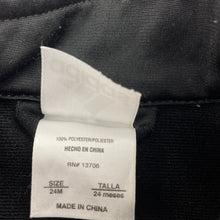 100% POLYESTER/POLIESTER
HECHO EN CHINA
RN# 13706
SIZE TALLA
24M 24 meses
MADE IN CHINA